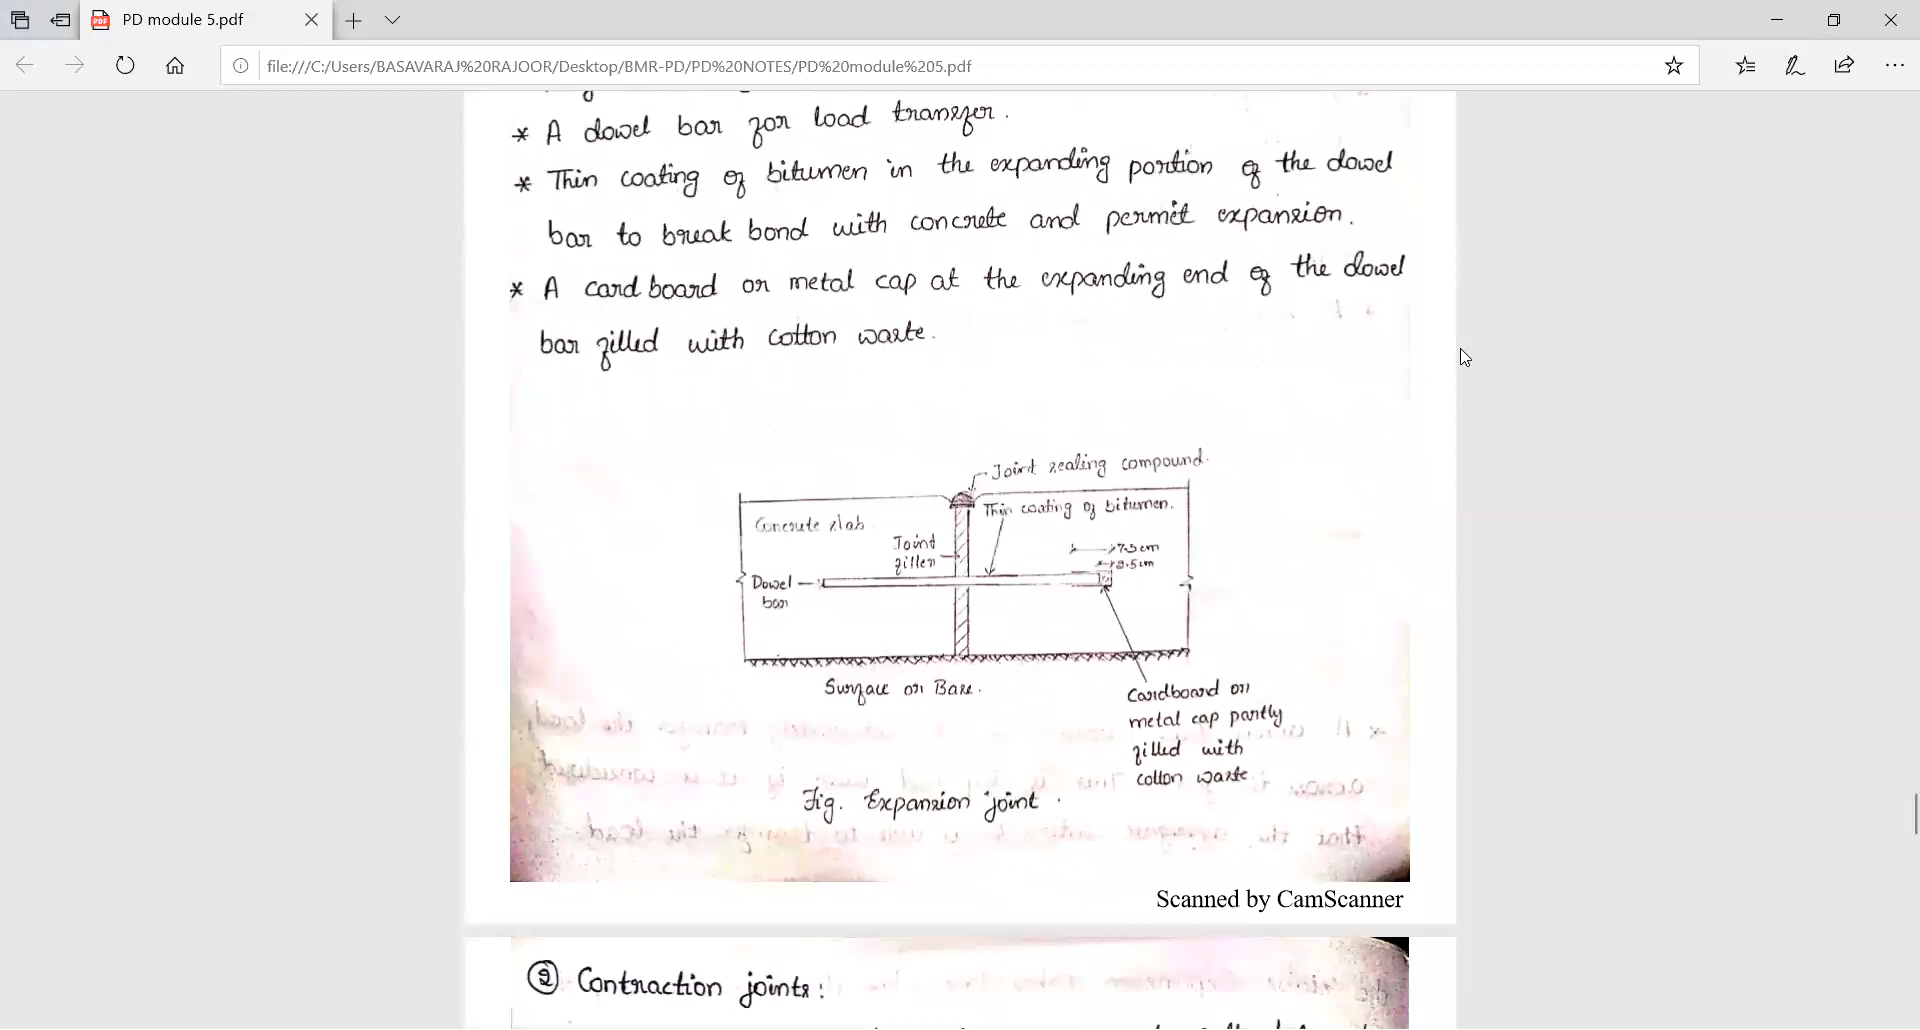 PD module 5.pdf
file:///C:/Users/BASAVARAJ%20RAJOOR/Desktop/BMR-PD/PD%20NOTES/PD%20module%205.pdf
* A dowel bar for load transfer.
* Thin coating of bitumen in the expanding portion of the dowel
bar to break bond with concrete and permit expansion.
* A card board or metal cap at the expanding end of the dowel
bar filled with cotton waste.
Joint sealing compound.
Thin coating of bitumen.
Concrete slab
Joint
filler
7.5 cm
2.5 cm
Dowel
bar
Surface or Base.
Cardboard or
metal cap partly
filled with
cotton waste
Fig. Expansion joint.
Scanned by CamScanner
② Contraction joints: